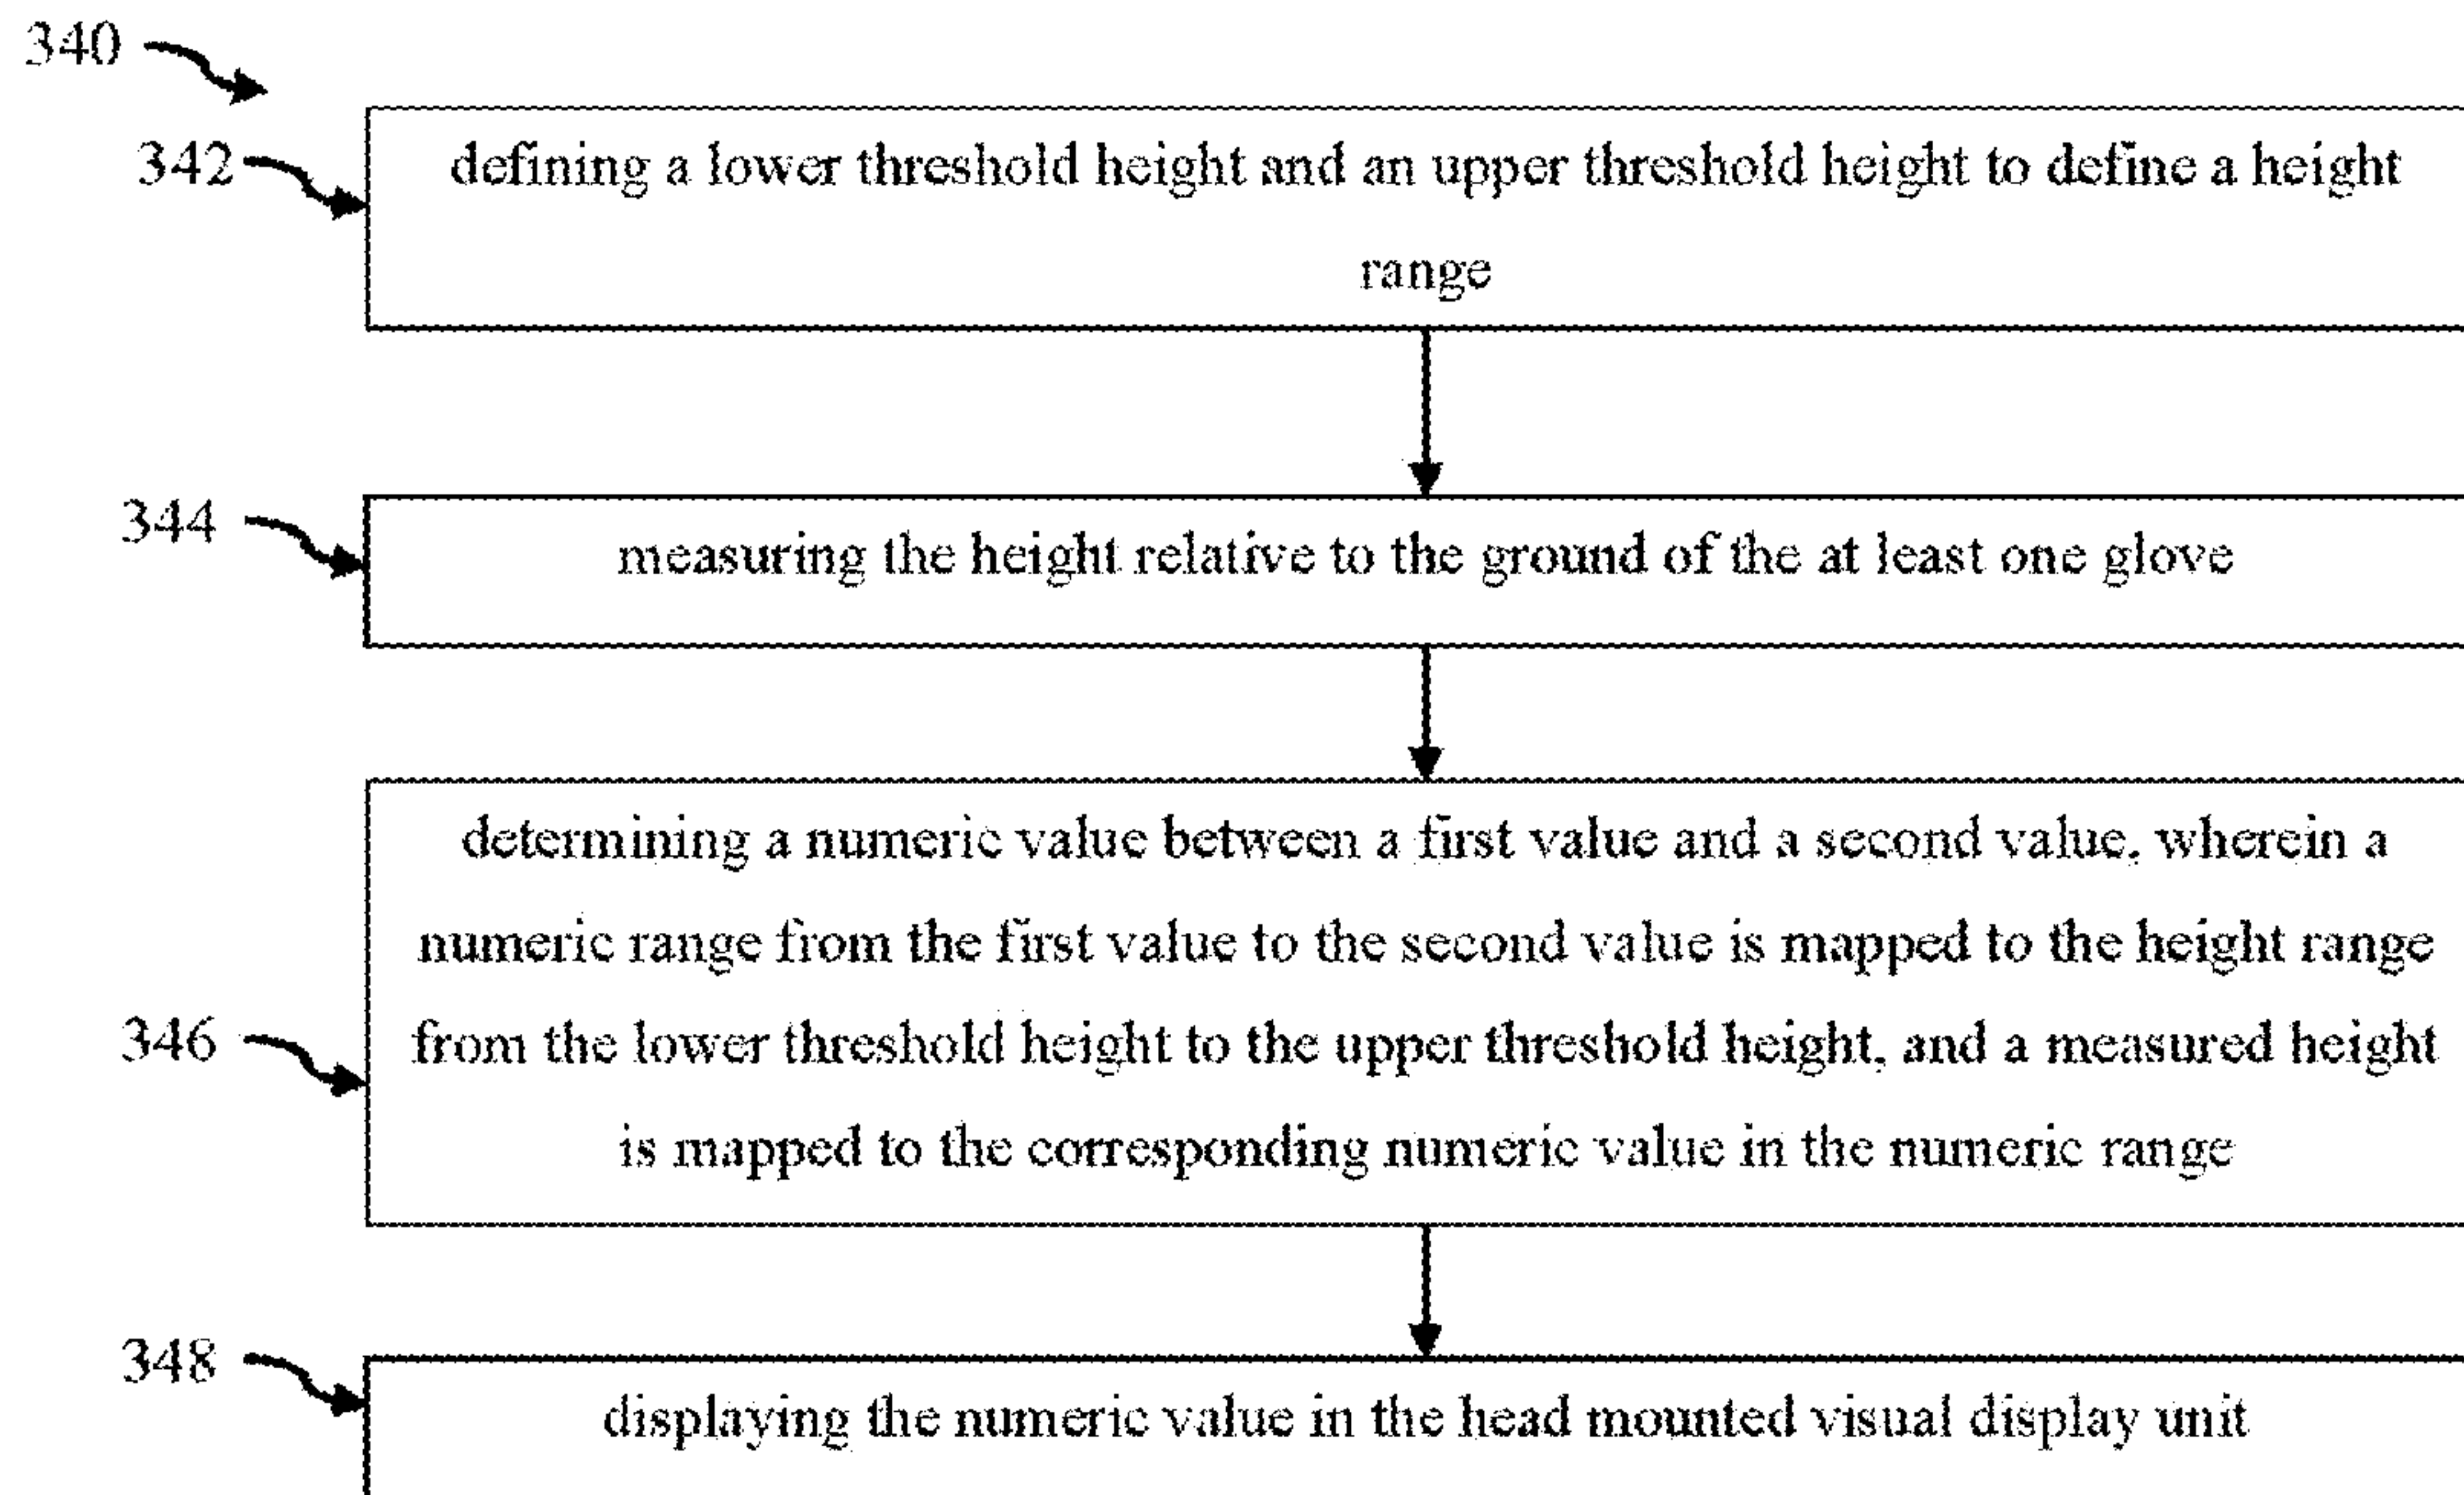 340
342
defining a lower threshold height and an upper threshold height to define a height
range
344
measuring the height relative to the ground of the at least one glove
determining a numeric value between a first value and a second value, wherein a
numeric range from the first value to the second value is mapped to the height range
346
from the lower threshold height to the upper threshold height, and a measured height
is mapped to the corresponding numeric value in the numeric range
348
displaying the numeric value in the head mounted visual display unit